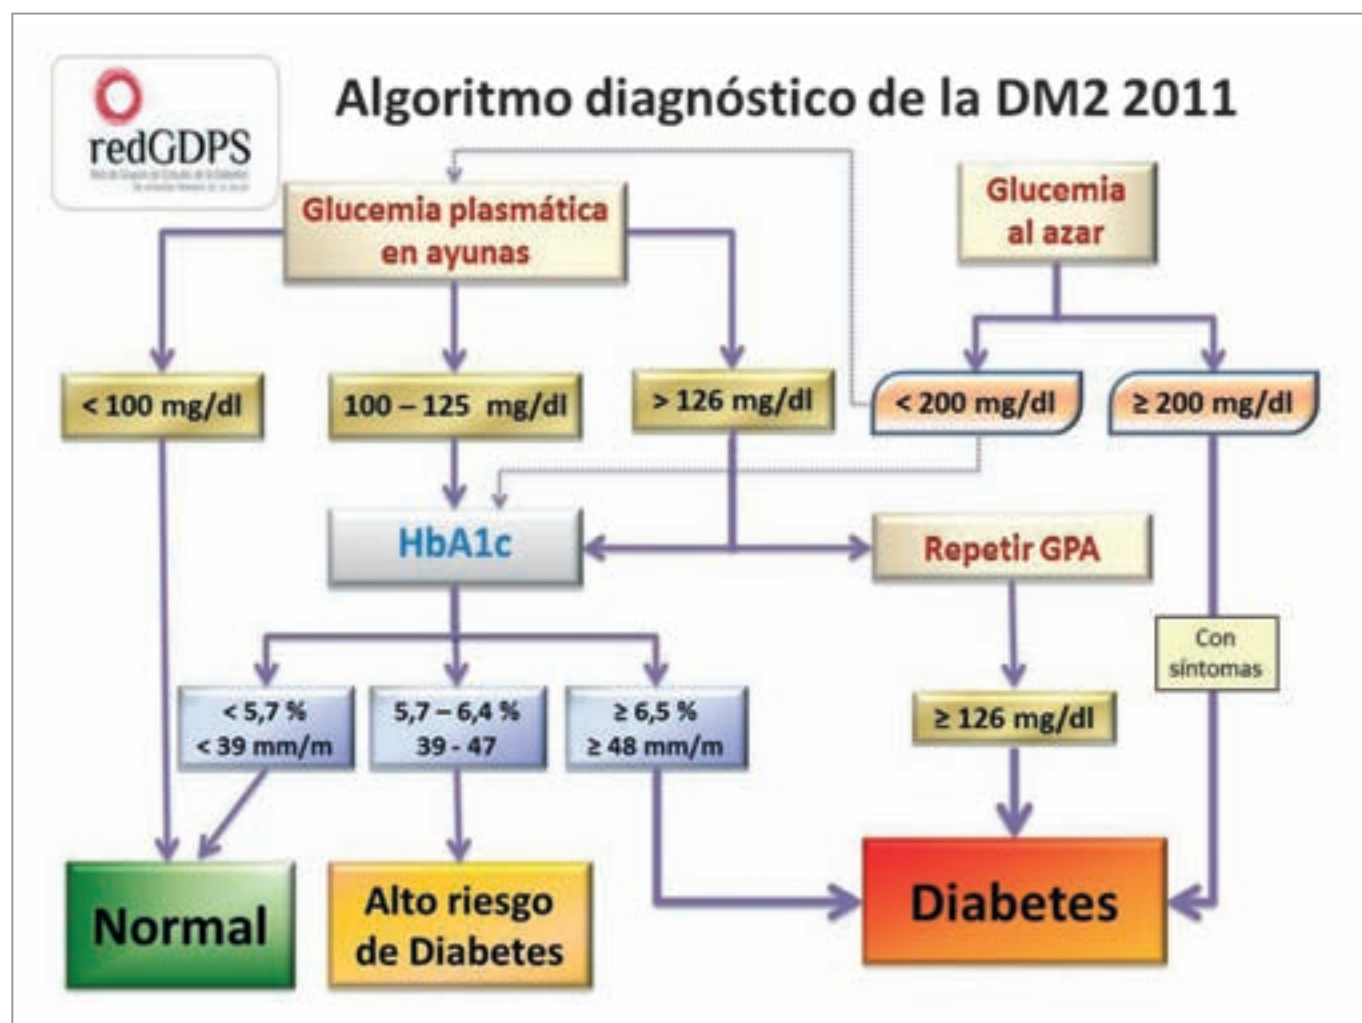 Algoritmo diagnóstico de la DM2 2011
redGDPS
Glucemia plasmática
en ayunas
Glucemia
al azar
< 100 mg/dl
100 – 125 mg/dl
> 126 mg/dl
< 200 mg/dl
≥ 200 mg/dl
HbA1c
Repetir GPA
Con
síntomas
< 5,7 %
< 39 mm/m
5,7 – 6,4 %
39 - 47
≥ 6,5 %
≥ 48 mm/m
≥ 126 mg/dl
Normal
Alto riesgo
de Diabetes
Diabetes